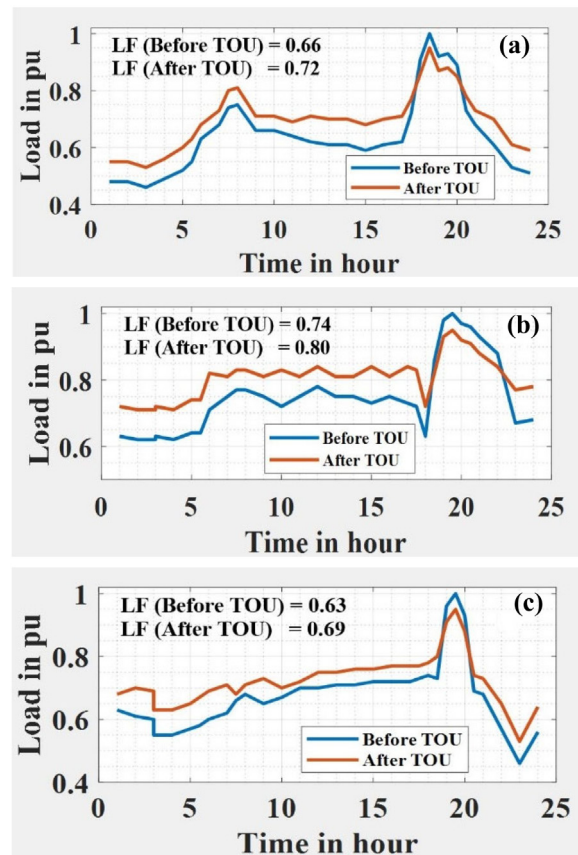 (a)
LF (Before TOU) = 0.66
LF (After TOU) = 0.72
Load in pu
1
0.8
0.6
0.4
Before TOU
After TOU
0 5 10 15 20 25
Time in hour
(b)
LF (Before TOU) = 0.74
LF (After TOU) = 0.80
Load in pu
1
0.8
0.6
Before TOU
After TOU
0 5 10 15 20 25
Time in hour
(c)
LF (Before TOU) = 0.63
LF (After TOU) = 0.69
Load in pu
1
0.8
0.6
0.4
Before TOU
After TOU
0 5 10 15 20 25
Time in hour